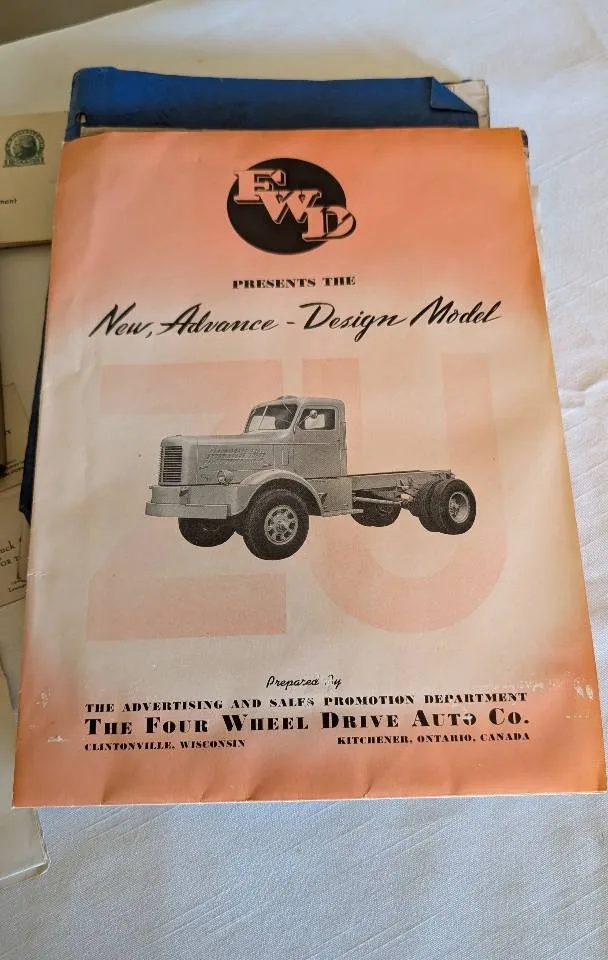 FWD
PRESENTS THE
New, Advance - Design Model
ZU
Prepared By
THE ADVERTISING AND SALES PROMOTION DEPARTMENT
THE FOUR WHEEL DRIVE AUTO CO.
CLINTONVILLE, WISCONSIN
KITCHENER, ONTARIO, CANADA